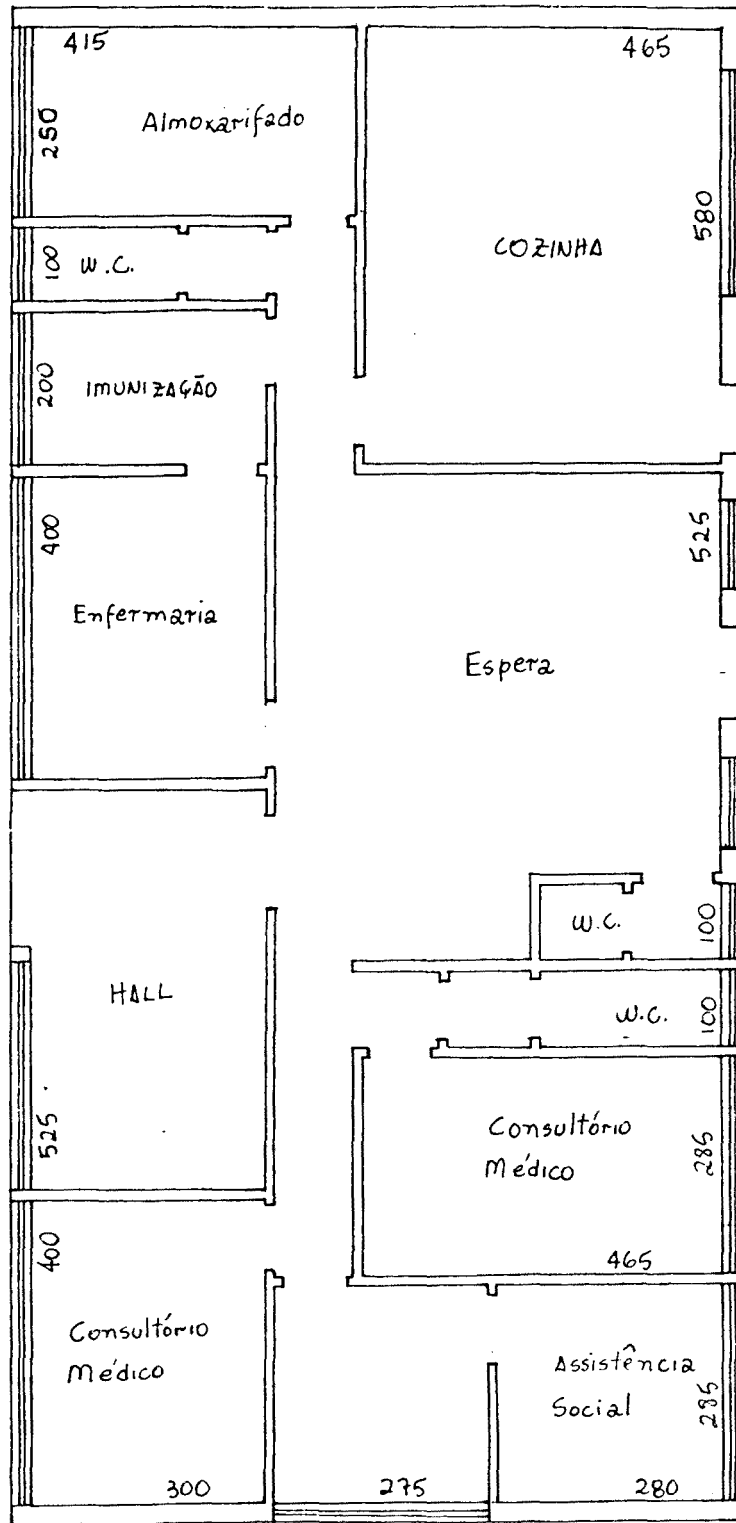 415
465
250
Almoxarifado
580
COZINHA
100
W.C.
200
IMUNIZAÇÃO
400
525
Enfermaria
Espera
W.C.
100
HALL
W.C.
100
525
Consultório
Médico
285
400
465
Consultório
Médico
Assistência
Social
285
300
275
280